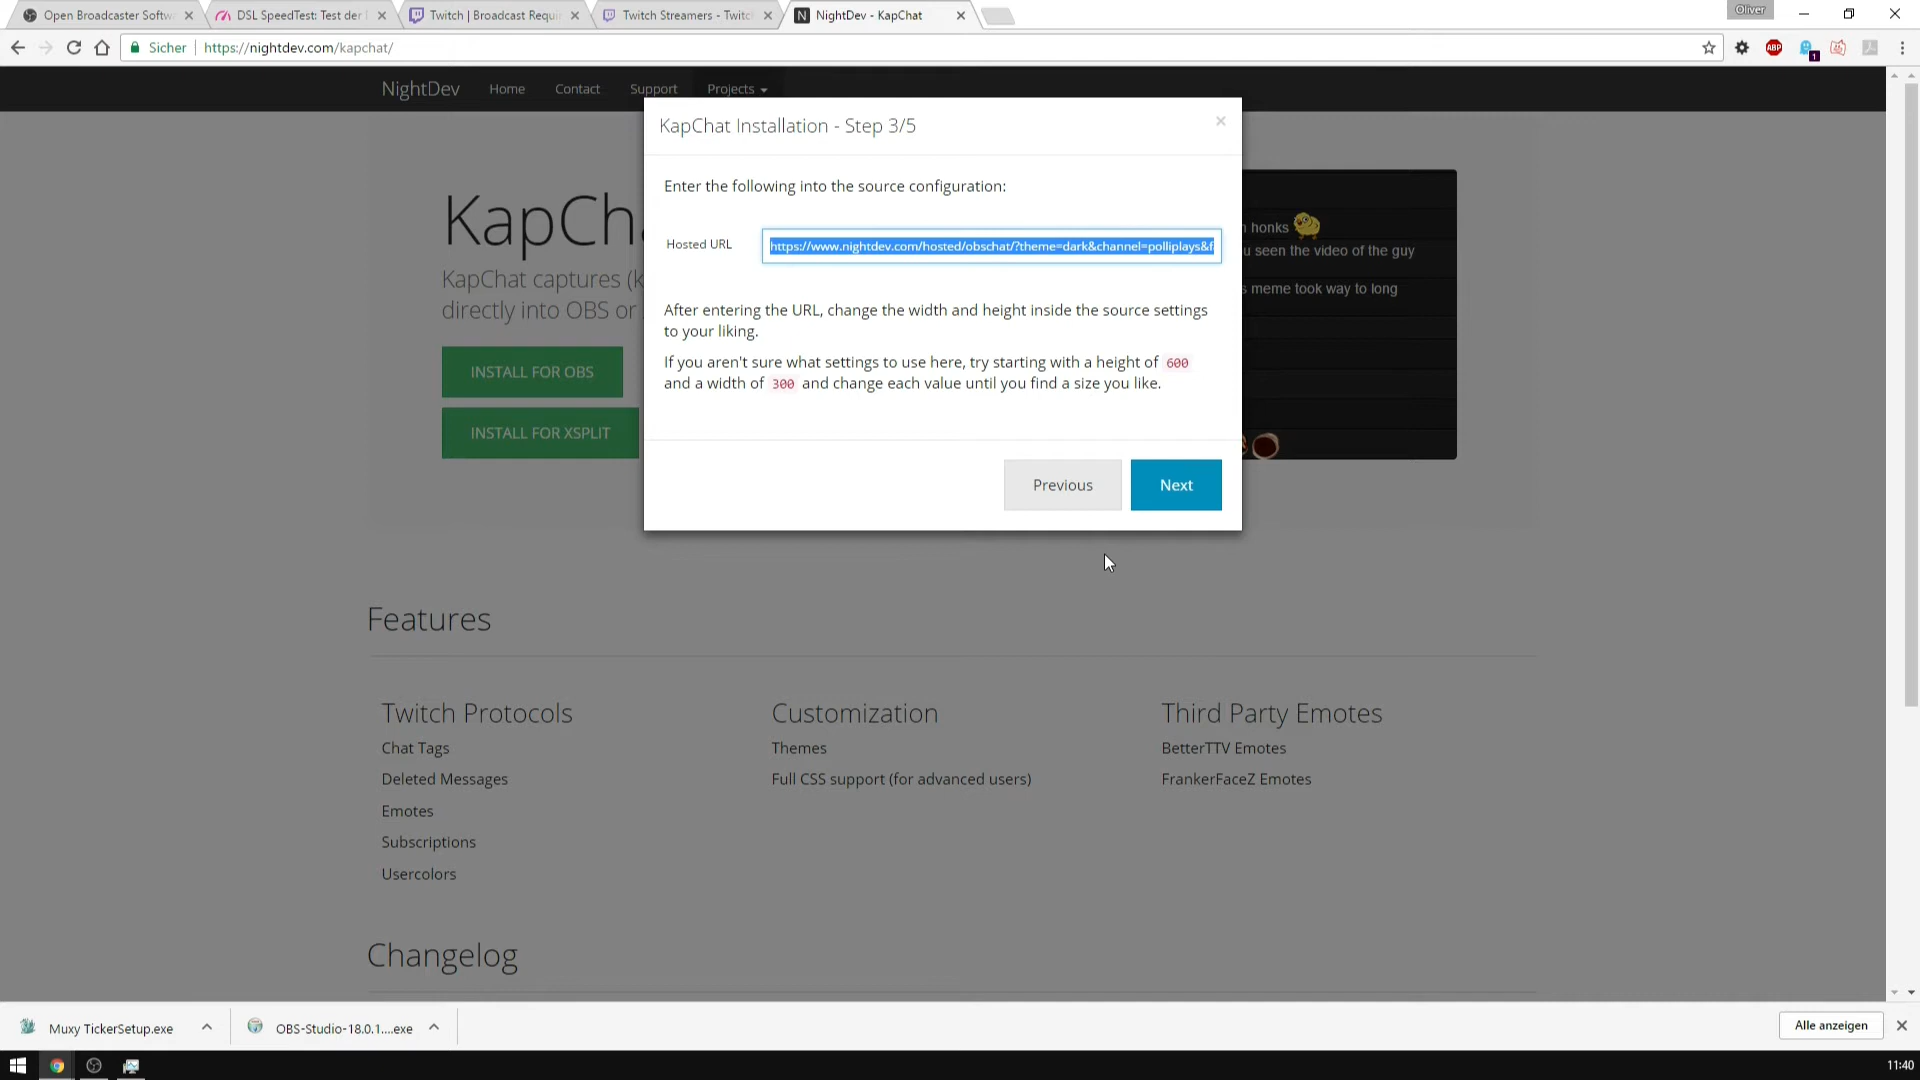 Open Broadcaster Softw
DSL SpeedTest: Test der
Twitch | Broadcast Requi
Twitch Streamers - Twitc
NightDev - KapChat
Oliver
Sicher
https://nightdev.com/kapchat/
ABP
1
NightDev
Home
Contact
Support
Projects
KapChat Installation - Step 3/5
×
Enter the following into the source configuration:
Hosted URL
https://www.nightdev.com/hosted/obschat/?theme=dark&channel=polliplays&f
After entering the URL, change the width and height inside the source settings
to your liking.
If you aren't sure what settings to use here, try starting with a height of 600
and a width of 300 and change each value until you find a size you like.
Previous
Next
KapCh
KapChat captures (k
directly into OBS or
INSTALL FOR OBS
INSTALL FOR XSPLIT
honks
u seen the video of the guy
s meme took way to long
Features
Twitch Protocols
Chat Tags
Deleted Messages
Emotes
Subscriptions
Usercolors
Customization
Themes
Full CSS support (for advanced users)
Third Party Emotes
BetterTTV Emotes
FrankerFaceZ Emotes
Changelog
Muxy TickerSetup.exe
OBS-Studio-18.0.1....exe
Alle anzeigen
11:40